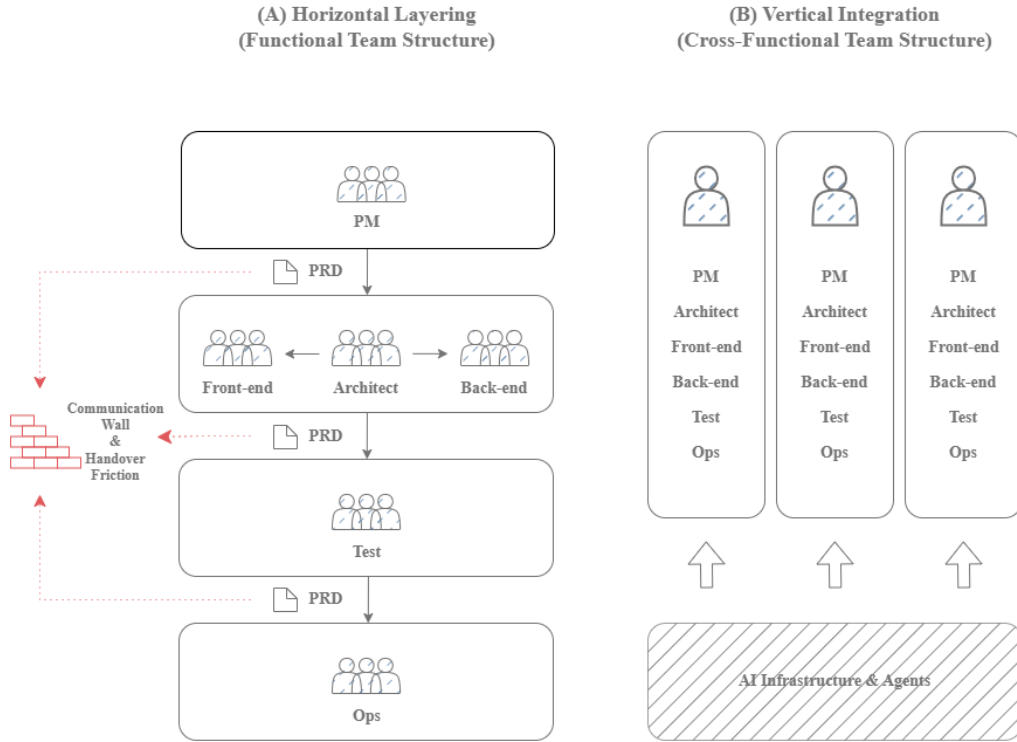 (A) Horizontal Layering
(Functional Team Structure)
PM
PRD
Front-end
Architect
Back-end
Communication
Wall
&
Handover
Friction
PRD
Test
PRD
Ops
(B) Vertical Integration
(Cross-Functional Team Structure)
PM
Architect
Front-end
Back-end
Test
Ops
PM
Architect
Front-end
Back-end
Test
Ops
PM
Architect
Front-end
Back-end
Test
Ops
AI Infrastructure & Agents